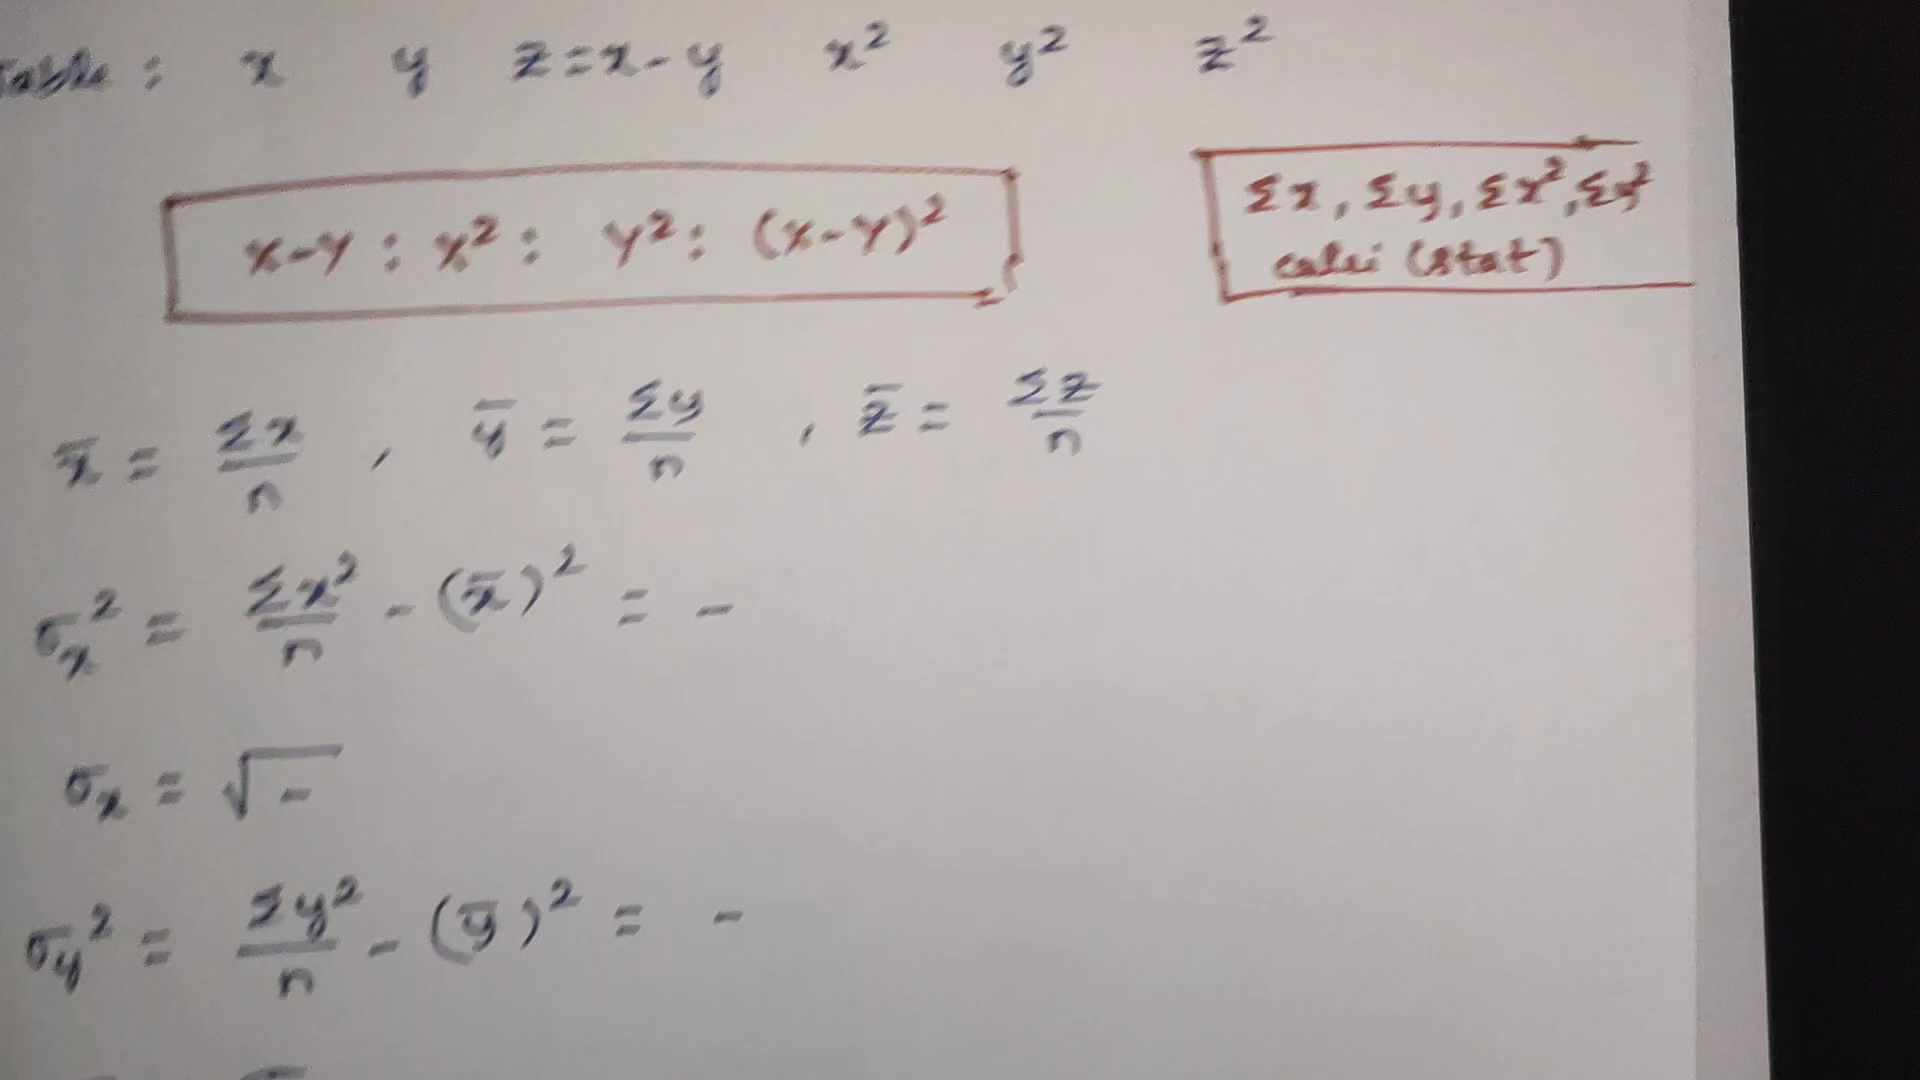 Table : x y z=x-y x² y² z²
x-y : x² : y² : (x-y)²
Σx, Σy, Σx², Σy²
calci (stat)
x̄ = Σx/n , ȳ = Σy/n , z̄ = Σz/n
σx² = Σx²/n - (x̄)² = -
σx = √-
σy² = Σy²/n - (ȳ)² = -